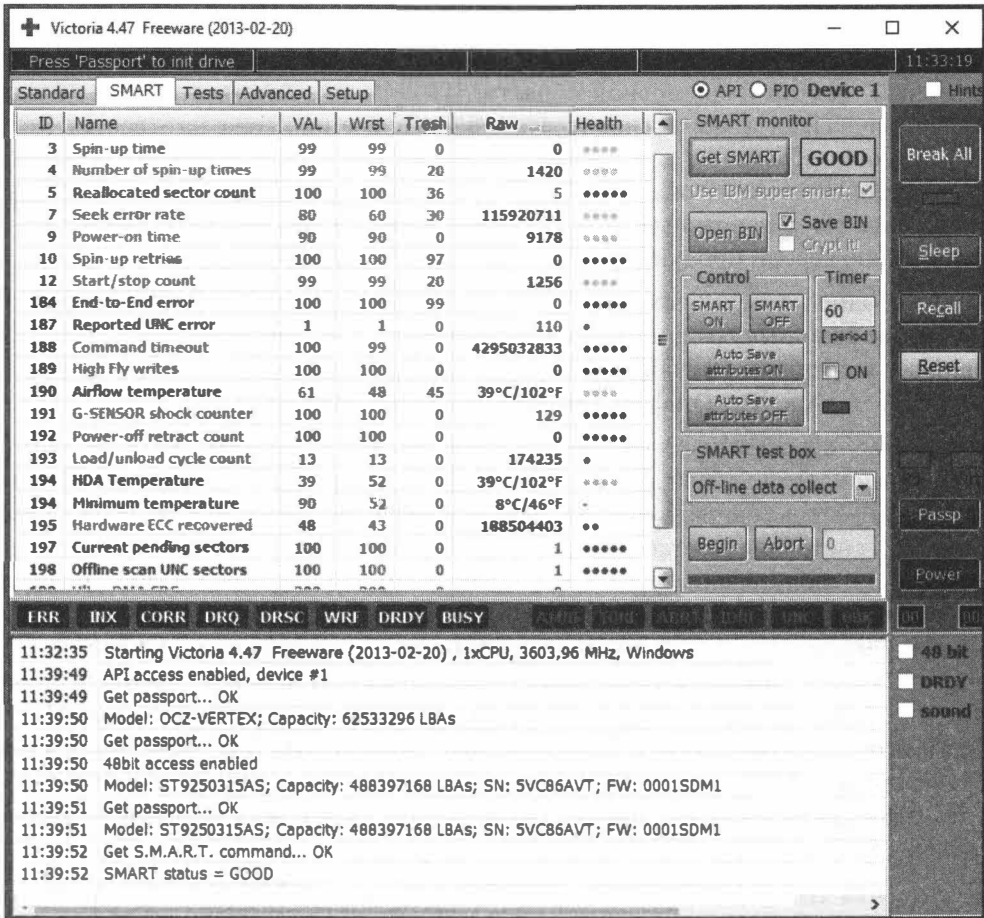 Victoria 4.47 Freeware (2013-02-20)
Press 'Passport' to init drive 11:33:19
Standard SMART Tests Advanced Setup API PIO Device 1 Hints
ID Name VAL Wrst Tresh Raw Health
3 Spin-up time 99 99 0 0
4 Number of spin-up times 99 99 20 1420
5 Reallocated sector count 100 100 36 5
7 Seek error rate 80 60 30 115920711
9 Power-on time 90 90 0 9178
10 Spin-up retries 100 100 97 0
12 Start/stop count 99 99 20 1256
184 End-to-End error 100 100 99 0
187 Reported UNC error 1 1 0 110
188 Command timeout 100 99 0 4295032833
189 High Fly writes 100 100 0 0
190 Airflow temperature 61 48 45 39°C/102°F
191 G-SENSOR shock counter 100 100 0 129
192 Power-off retract count 100 100 0 0
193 Load/unload cycle count 13 13 0 174235
194 HDA Temperature 39 52 0 39°C/102°F
194 Minimum temperature 90 52 0 8°C/46°F
195 Hardware ECC recovered 48 43 0 188504403
197 Current pending sectors 100 100 0 1
198 Offline scan UNC sectors 100 100 0 1
SMART monitor
Get SMART GOOD
Use IBM super smart:
Open BIN Save BIN
Crypt it!
Control Timer
SMART ON SMART OFF 60
[ period ]
Auto Save attributes ON ON
Auto Save attributes OFF
SMART test box
Off-line data collect
Begin Abort 0
Break All
Sleep
Recall
Reset
Passp
Power
ERR INX CORR DRQ DRSC WRF DRDY BUSY
11:32:35 Starting Victoria 4.47 Freeware (2013-02-20) , 1xCPU, 3603,96 MHz, Windows
11:39:49 API access enabled, device #1
11:39:49 Get passport... OK
11:39:50 Model: OCZ-VERTEX; Capacity: 62533296 LBAs
11:39:50 Get passport... OK
11:39:50 48bit access enabled
11:39:50 Model: ST9250315AS; Capacity: 488397168 LBAs; SN: 5VC86AVT; FW: 0001SDM1
11:39:51 Get passport... OK
11:39:51 Model: ST9250315AS; Capacity: 488397168 LBAs; SN: 5VC86AVT; FW: 0001SDM1
11:39:52 Get S.M.A.R.T. command... OK
11:39:52 SMART status = GOOD
48 bit
DRDY
sound